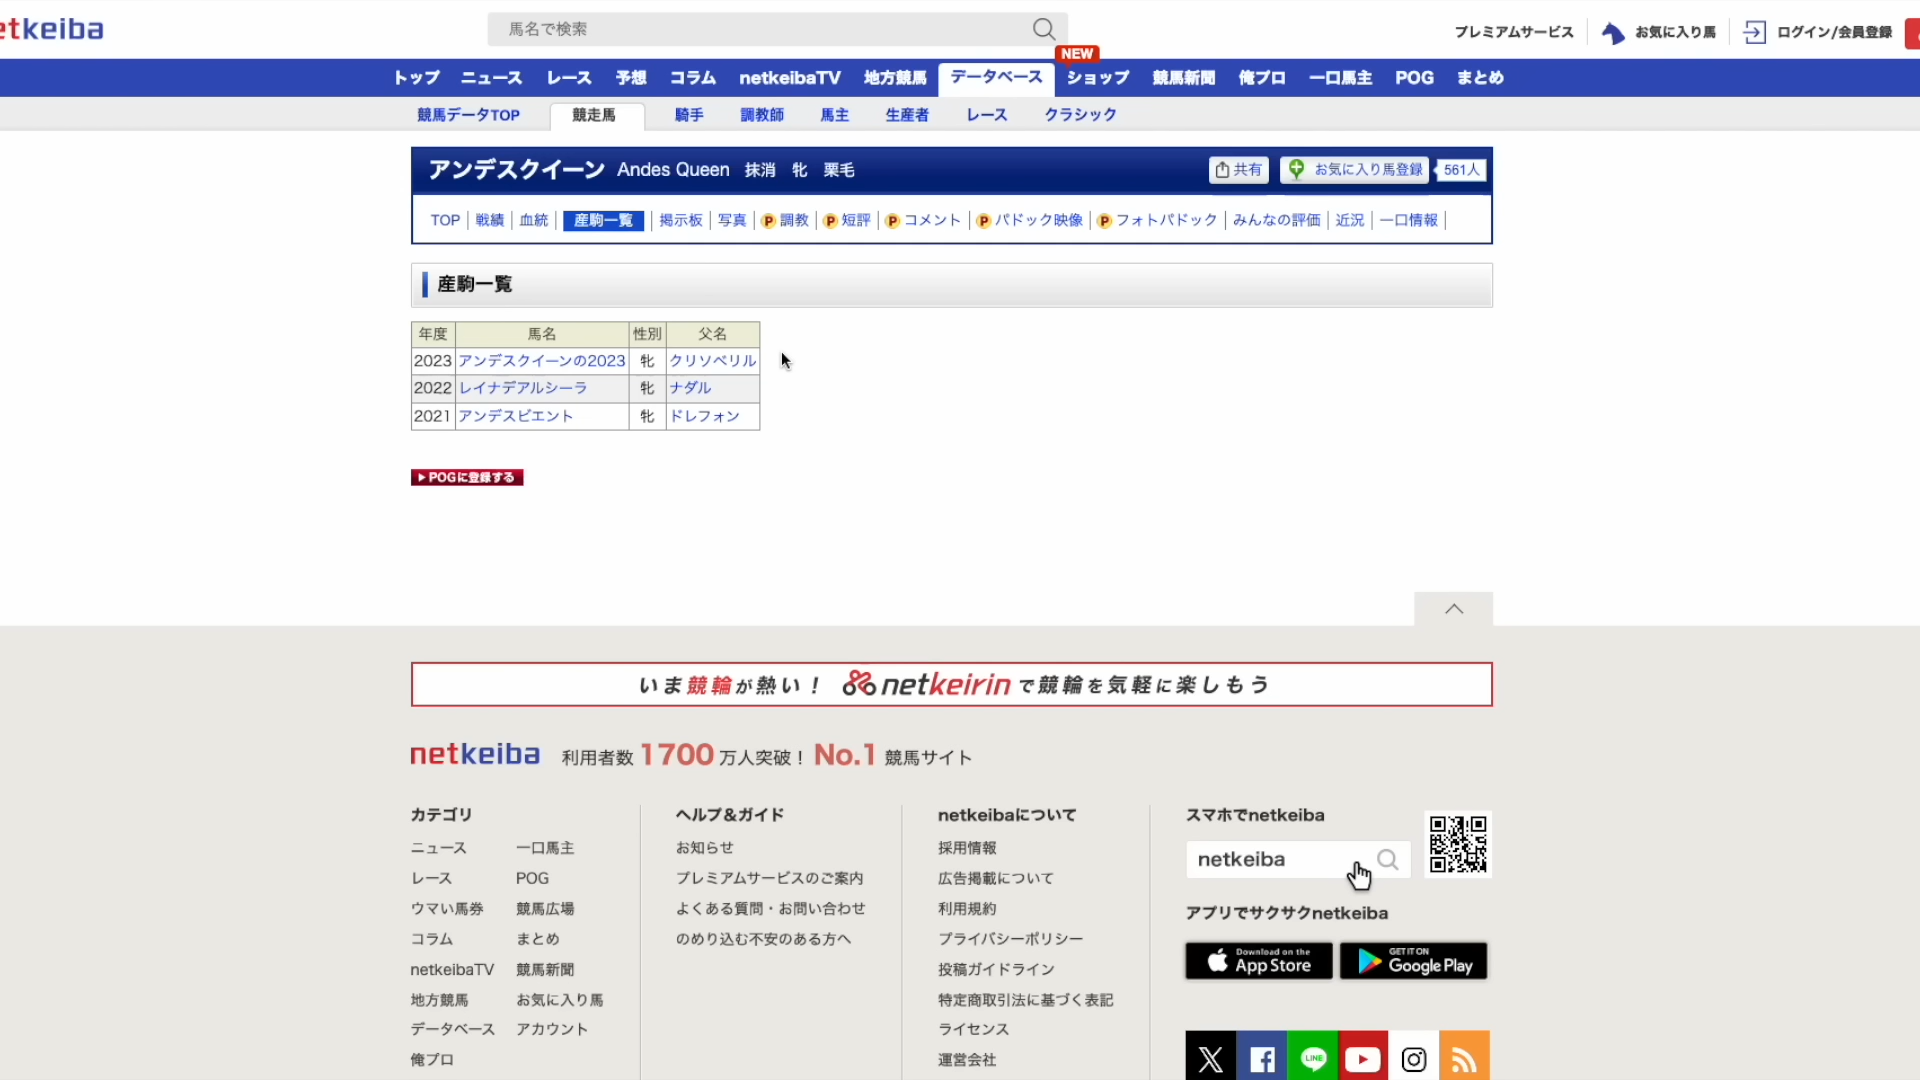 etkeiba
馬名で検索
プレミアムサービス お気に入り馬 ログイン/会員登録
NEW
トップ ニュース レース 予想 コラム netkeibaTV 地方競馬 データベース ショップ 競馬新聞 俺プロ 一口馬主 POG まとめ
競馬データTOP 競走馬 騎手 調教師 馬主 生産者 レース クラシック
アンデスクイーン Andes Queen 抹消 牝 栗毛 共有 お気に入り馬登録 561人
TOP 戦績 血統 産駒一覧 掲示板 写真 P 調教 P 短評 P コメント P パドック映像 P フォトパドック みんなの評価 近況 一口情報
産駒一覧
年度 馬名 性別 父名
2023 アンデスクイーンの2023 牝 クリソベリル
2022 レイナデアルシーラ 牝 ナダル
2021 アンデスビエント 牝 ドレフォン
POGに登録する
いま競輪が熱い！ netkeirin で競輪を気軽に楽しもう
netkeiba 利用者数 1700 万人突破！ No.1 競馬サイト
カテゴリ
ニュース 一口馬主
レース POG
ウマい馬券 競馬広場
コラム まとめ
netkeibaTV 競馬新聞
地方競馬 お気に入り馬
データベース アカウント
俺プロ
ヘルプ＆ガイド
お知らせ
プレミアムサービスのご案内
よくある質問・お問い合わせ
のめり込む不安のある方へ
netkeibaについて
採用情報
広告掲載について
利用規約
プライバシーポリシー
投稿ガイドライン
特定商取引法に基づく表記
ライセンス
運営会社
スマホでnetkeiba
netkeiba
アプリでサクサクnetkeiba
Download on the
App Store
GET IT ON
Google Play
LINE